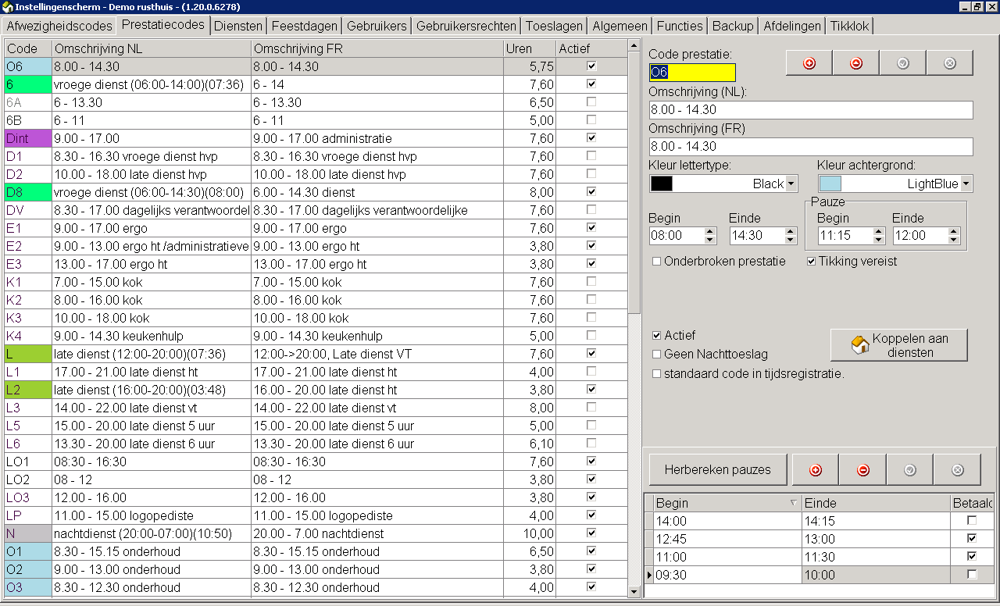 Instellingenscherm - Demo rusthuis - (1.20.0.6278)
Afwezigheidscodes Prestatiecodes Diensten Feestdagen Gebruikers Gebruikersrechten Toeslagen Algemeen Functies Backup Afdelingen Tikklok
Code Omschrijving NL Omschrijving FR Uren Actief
O6 8.00 - 14.30 8.00 - 14.30 5,75
6 vroege dienst (06:00-14:00)(07:36) 6 - 14 7,60
6A 6 - 13.30 6 - 13.30 6,50
6B 6 - 11 6 - 11 5,00
Dint 9.00 - 17.00 9.00 - 17.00 administratie 7,60
D1 8.30 - 16.30 vroege dienst hvp 8.30 - 16.30 vroege dienst hvp 7,60
D2 10.00 - 18.00 late dienst hvp 10.00 - 18.00 late dienst hvp 7,60
D8 vroege dienst (06:00-14.30)(08:00) 6.00 - 14.30 dienst 8,00
DV 8.30 - 17.00 dagelijks verantwoordel 8.30 - 17.00 dagelijks verantwoordelijke 7,60
E1 9.00 - 17.00 ergo 9.00 - 17.00 ergo 7,60
E2 9.00 - 13.00 ergo ht /administratieve 9.00 - 13.00 ergo ht 3,80
E3 13.00 - 17.00 ergo ht 13.00 - 17.00 ergo ht 3,80
K1 7.00 - 15.00 kok 7.00 - 15.00 kok 7,60
K2 8.00 - 16.00 kok 8.00 - 16.00 kok 7,60
K3 10.00 - 18.00 kok 10.00 - 18.00 kok 7,60
K4 9.00 - 14.30 keukenhulp 9.00 - 14.30 keukenhulp 5,00
L late dienst (12:00-20:00)(07:36) 12:00->20:00, Late dienst VT 7,60
L1 17.00 - 21.00 late dienst ht 17.00 - 21.00 late dienst ht 4,00
L2 late dienst (16:00-20:00)(03:48) 16.00 - 20.00 late dienst ht 3,80
L3 14.00 - 22.00 late dienst vt 14.00 - 22.00 late dienst vt 8,00
L5 15.00 - 20.00 late dienst 5 uur 15.00 - 20.00 late dienst 5 uur 5,00
L6 13.30 - 20.00 late dienst 6 uur 13.30 - 20.00 late dienst 6 uur 6,10
LO1 08:30 - 16:30 08:30 - 16:30 7,60
LO2 08 - 12 08 - 12 3,80
LO3 12.00 - 16.00 12.00 - 16.00 3,80
LP 11.00 - 15.00 logopediste 11.00 - 15.00 logopediste 4,00
N nachtdienst (20:00-07:00)(10:50) 20.00 - 7.00 nachtdienst 10,00
O1 8.30 - 15.15 onderhoud 8.30 - 15.15 onderhoud 6,50
O2 9.00 - 13.00 onderhoud 9.00 - 13.00 onderhoud 3,80
O3 8.30 - 12.30 onderhoud 8.30 - 12.30 onderhoud 4,00
Code prestatie:
O6
Omschrijving (NL):
8.00 - 14.30
Omschrijving (FR)
8.00 - 14.30
Kleur lettertype: Kleur achtergrond:
Black LightBlue
Pauze
Begin Einde Begin Einde
08:00 14:30 11:15 12:00
Onderbroken prestatie Tikking vereist
Actief
Geen Nachttoeslag
standaard code in tijdsregistratie.
Koppelen aan
diensten
Herbereken pauzes
Begin Einde Betaald
14:00 14:15
12:45 13:00
11:00 11:30
09:30 10:00